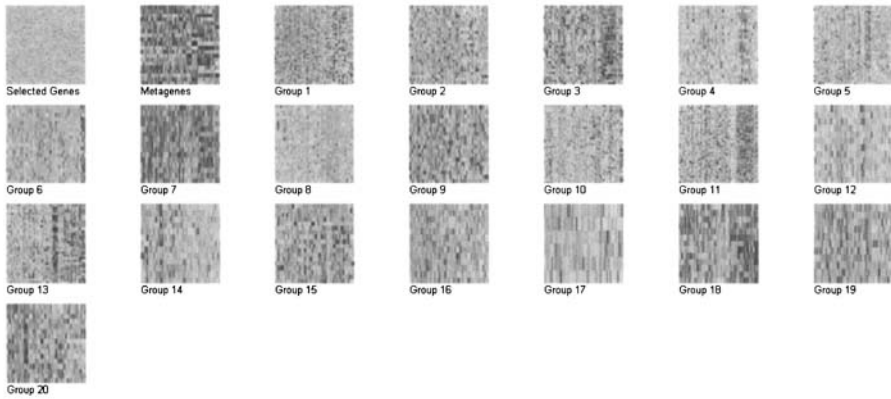 Selected Genes
Metagenes
Group 1
Group 2
Group 3
Group 4
Group 5
Group 6
Group 7
Group 8
Group 9
Group 10
Group 11
Group 12
Group 13
Group 14
Group 15
Group 16
Group 17
Group 18
Group 19
Group 20